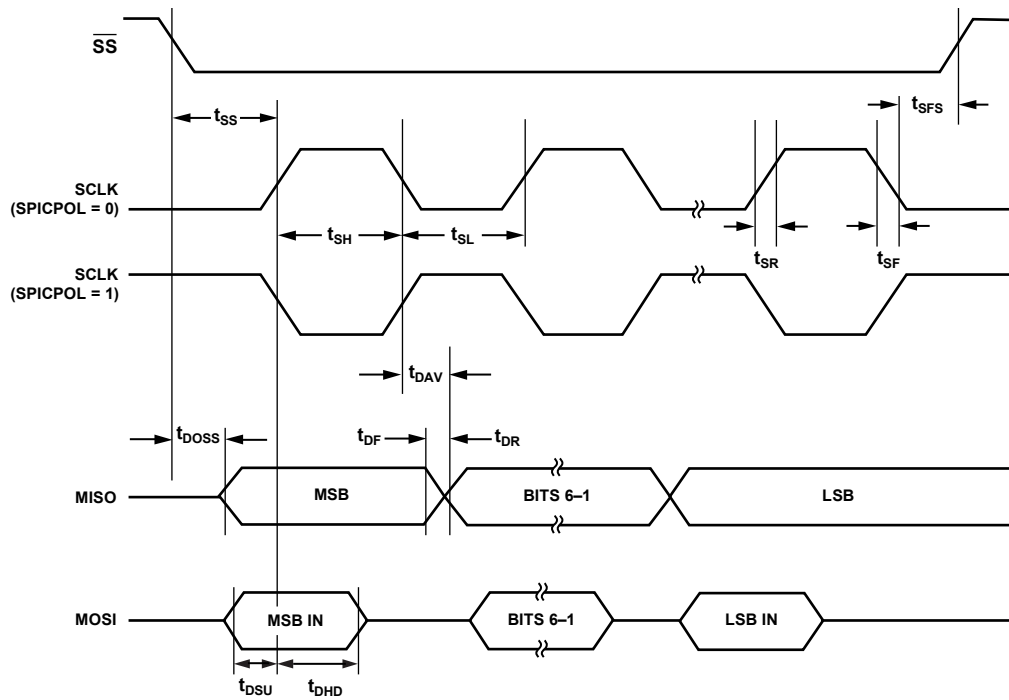 SS
tSS
tSFS
SCLK
(SPICPOL = 0)
tSH
tSL
tSR
tSF
SCLK
(SPICPOL = 1)
tDAV
tDOSS
tDF
tDR
MISO
MSB
BITS 6–1
LSB
MOSI
MSB IN
BITS 6–1
LSB IN
tDSU
tDHD